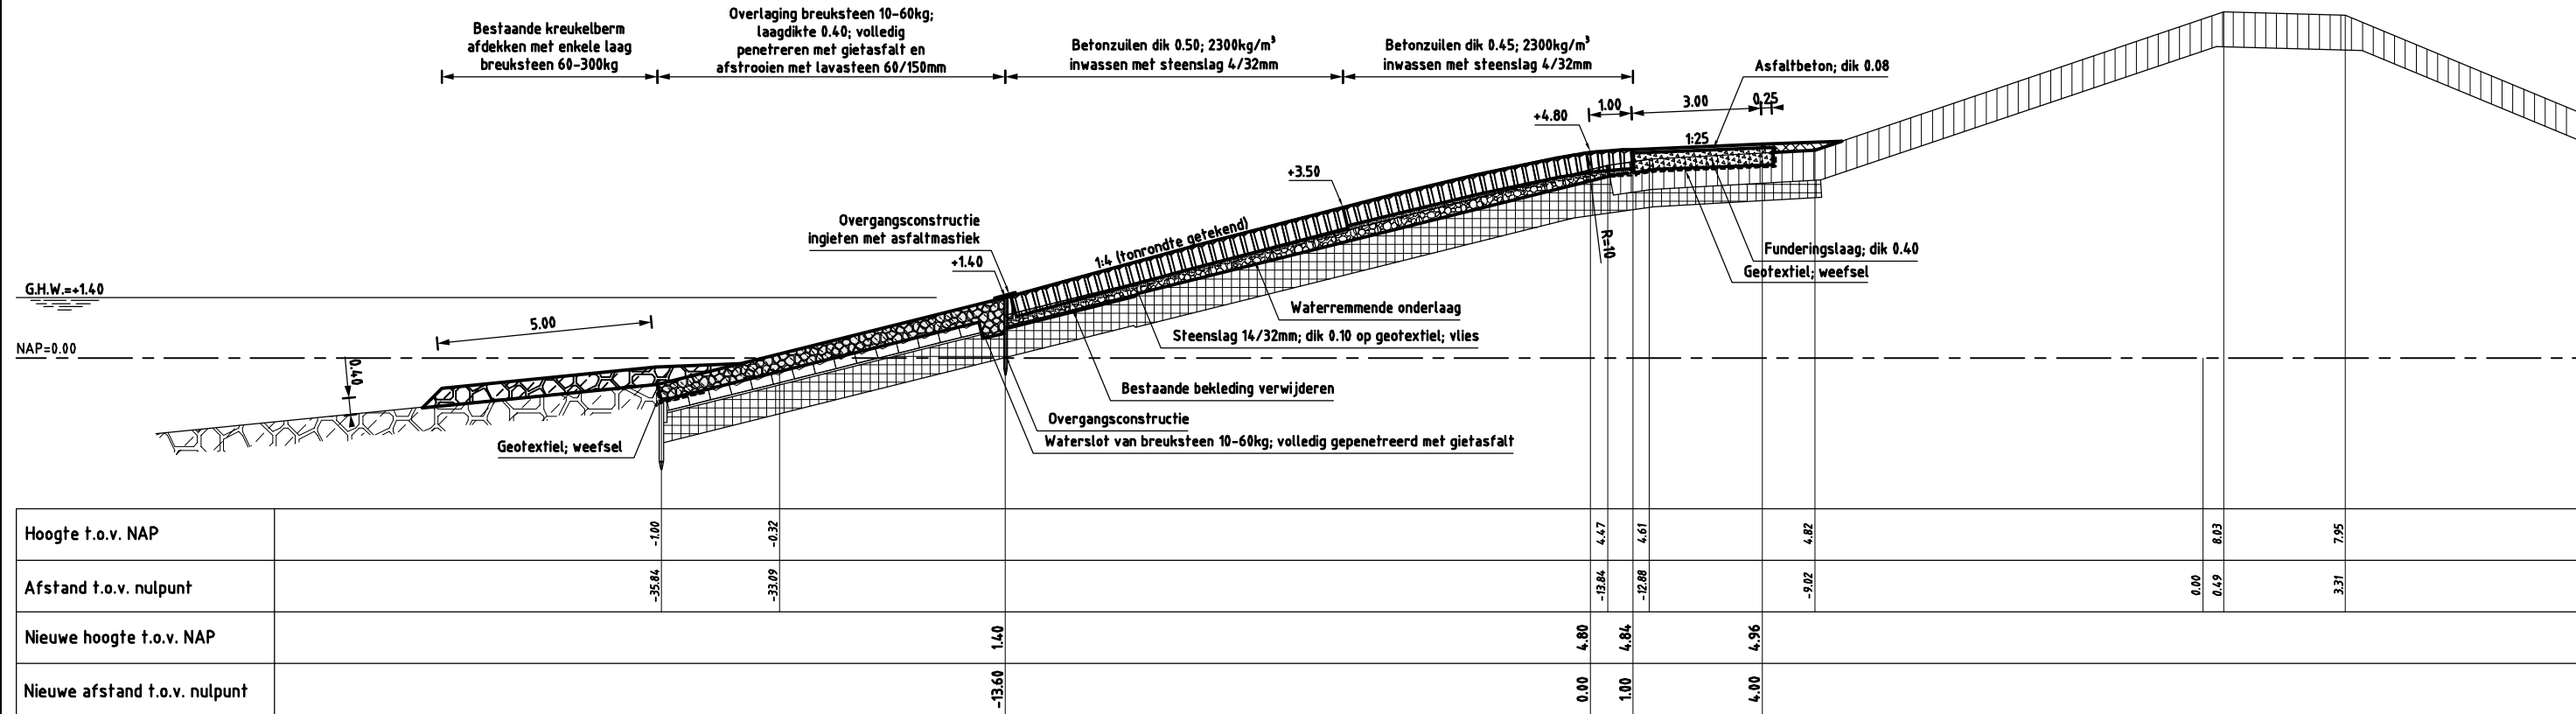 Bestaande kreukelberm
afdekken met enkele laag
breuksteen 60-300kg
Overlaging breuksteen 10-60kg;
laagdikte 0.40; volledig
penetreren met gietasfalt en
afstrooien met lavasteen 60/150mm
Betonzuilen dik 0.50; 2300kg/m³
inwassen met steenslag 4/32mm
Betonzuilen dik 0.45; 2300kg/m³
inwassen met steenslag 4/32mm
Asfaltbeton; dik 0.08
1.00
3.00
0.25
+4.80
1:25
+3.50
Overgangsconstructie
ingieten met asfaltmastiek
+1.40
1:4 (tonrondte getekend)
R=10
Funderingslaag; dik 0.40
Geotextiel; weefsel
G.H.W.=+1.40
5.00
Waterremmende onderlaag
Steenslag 14/32mm; dik 0.10 op geotextiel; vlies
NAP=0.00
0.40
Bestaande bekleding verwijderen
Overgangsconstructie
Waterslot van breuksteen 10-60kg; volledig gepenetreerd met gietasfalt
Geotextiel; weefsel
Hoogte t.o.v. NAP -1.00 -0.32 4.47 4.61 4.82 8.03 7.95
Afstand t.o.v. nulpunt -35.84 -33.09 -13.84 -12.88 -9.02 0.00 0.49 3.31
Nieuwe hoogte t.o.v. NAP 1.40 4.80 4.84 4.96
Nieuwe afstand t.o.v. nulpunt -13.60 0.00 1.00 4.00